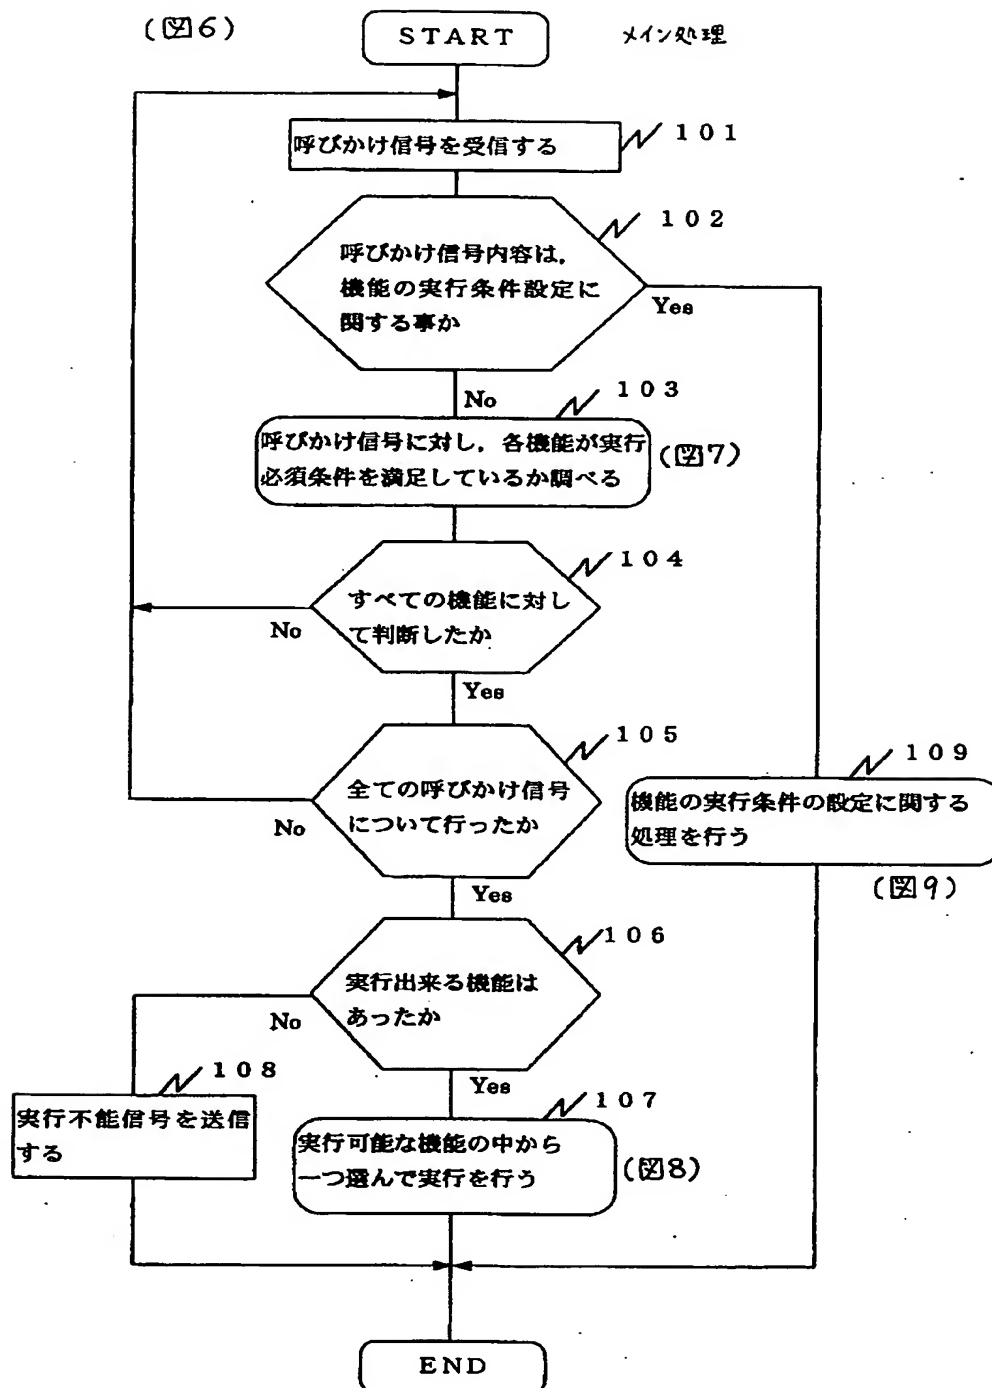 (図6)
START
メイン処理
101
呼びかけ信号を受信する
102
呼びかけ信号内容は,
機能の実行条件設定に
関する事か
Yes
No
103
呼びかけ信号に対し,各機能が実行
必須条件を満足しているか調べる
(図7)
104
すべての機能に対し
て判断したか
No
Yes
105
全ての呼びかけ信号
について行ったか
No
Yes
109
機能の実行条件の設定に関する
処理を行う
(図9)
106
実行出来る機能は
あったか
No
Yes
108
実行不能信号を送信
する
107
実行可能な機能の中から
一つ選んで実行を行う
(図8)
END